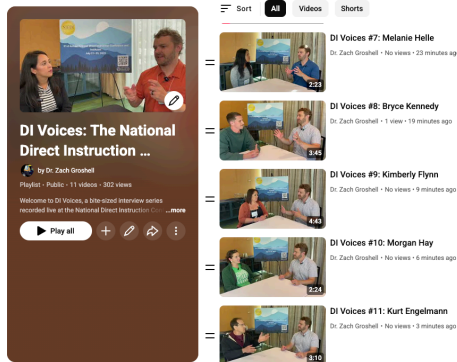 DI Voices: The National
Direct Instruction ...
by Dr. Zach Groshell
Playlist • Public • 11 videos • 302 views
Welcome to DI Voices, a bite-sized interview series
recorded live at the National Direct Instruction
...more
Play all
Sort
All
Videos
Shorts
2:23
DI Voices #7: Melanie Helle
Dr. Zach Groshell • No views • 23 minutes ag
3:45
DI Voices #8: Bryce Kennedy
Dr. Zach Groshell • 1 view • 19 minutes ago
4:43
DI Voices #9: Kimberly Flynn
Dr. Zach Groshell • No views • 9 minutes ago
2:24
DI Voices #10: Morgan Hay
Dr. Zach Groshell • No views • 6 minutes ago
3:10
DI Voices #11: Kurt Engelmann
Dr. Zach Groshell • No views • 3 minutes ago